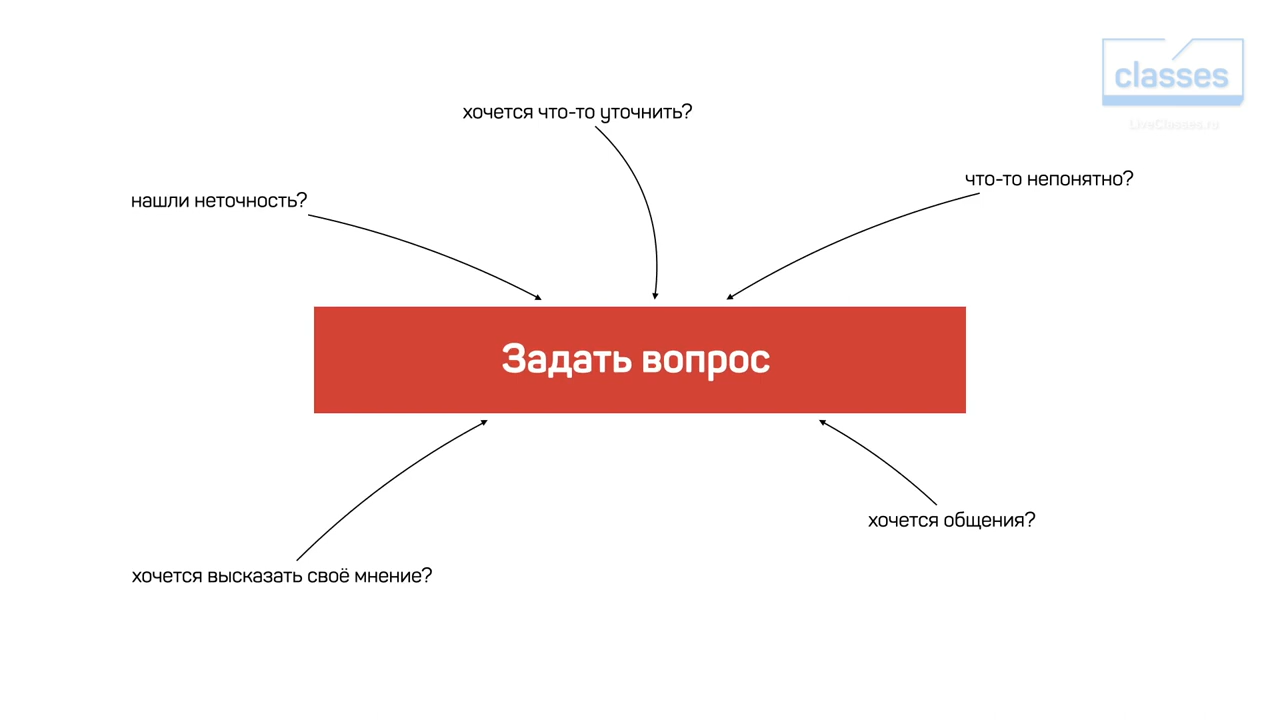 classes
LiveClasses.ru
хочется что-то уточнить?
что-то непонятно?
нашли неточность?
Задать вопрос
хочется общения?
хочется высказать своё мнение?